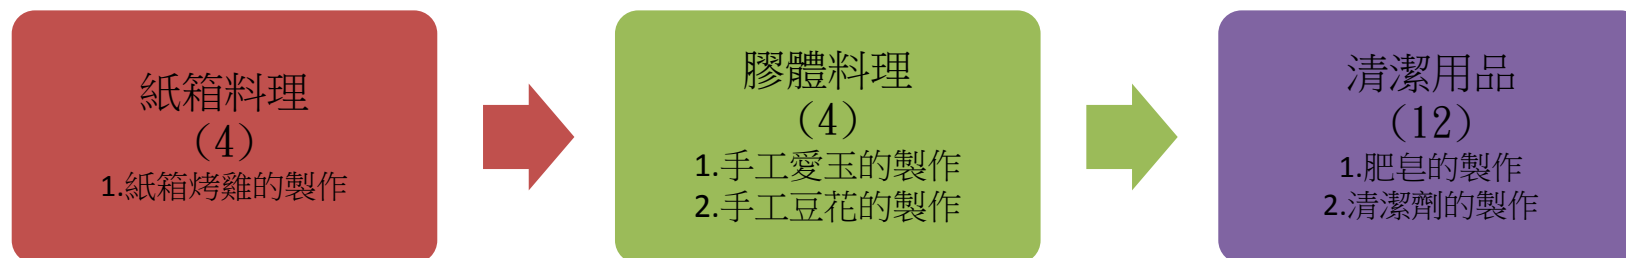 紙箱料理
(4)
1.紙箱烤雞的製作
膠體料理
(4)
1.手工愛玉的製作
2.手工豆花的製作
清潔用品
(12)
1.肥皂的製作
2.清潔劑的製作